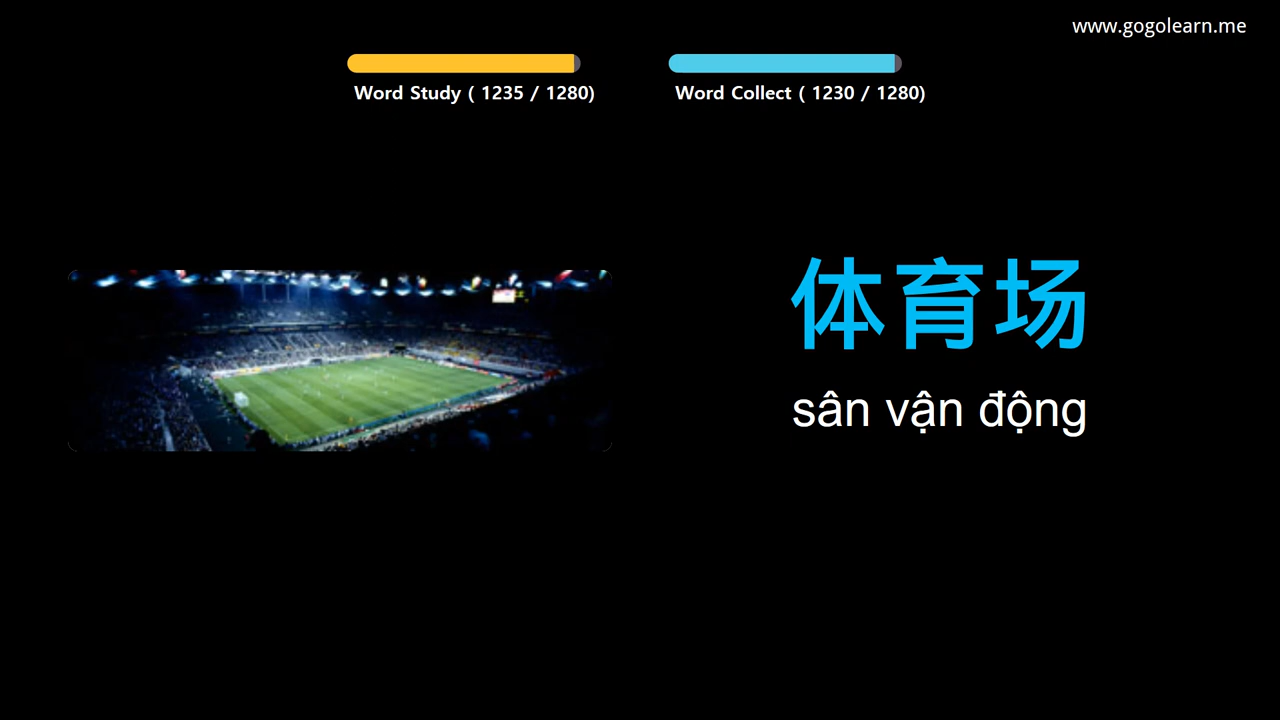 www.gogolearn.me
Word Study ( 1235 / 1280)
Word Collect ( 1230 / 1280)
体育场
sân vận động